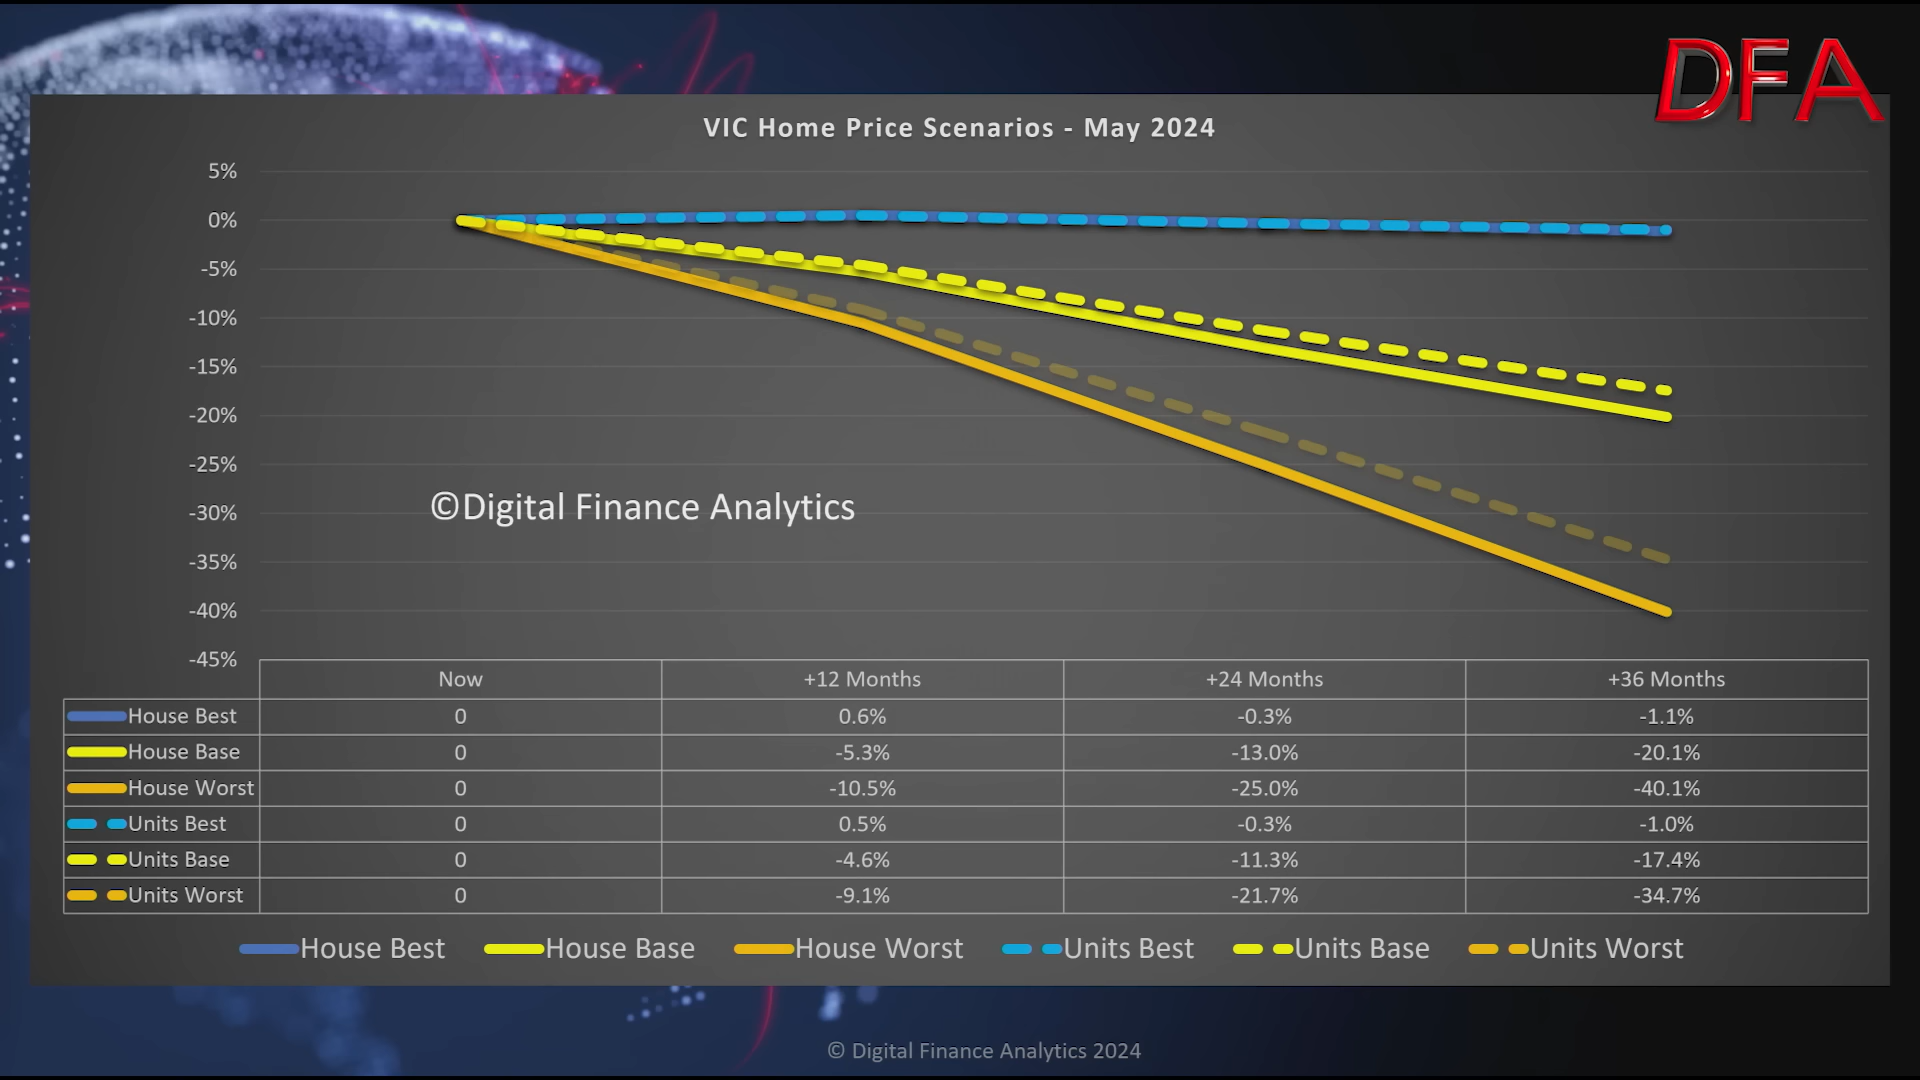 DFA
VIC Home Price Scenarios - May 2024
5%
0%
-5%
-10%
-15%
-20%
-25%
-30%
-35%
-40%
-45%
©Digital Finance Analytics
Now +12 Months +24 Months +36 Months
House Best 0 0.6% -0.3% -1.1%
House Base 0 -5.3% -13.0% -20.1%
House Worst 0 -10.5% -25.0% -40.1%
Units Best 0 0.5% -0.3% -1.0%
Units Base 0 -4.6% -11.3% -17.4%
Units Worst 0 -9.1% -21.7% -34.7%
House Best House Base House Worst Units Best Units Base Units Worst
© Digital Finance Analytics 2024